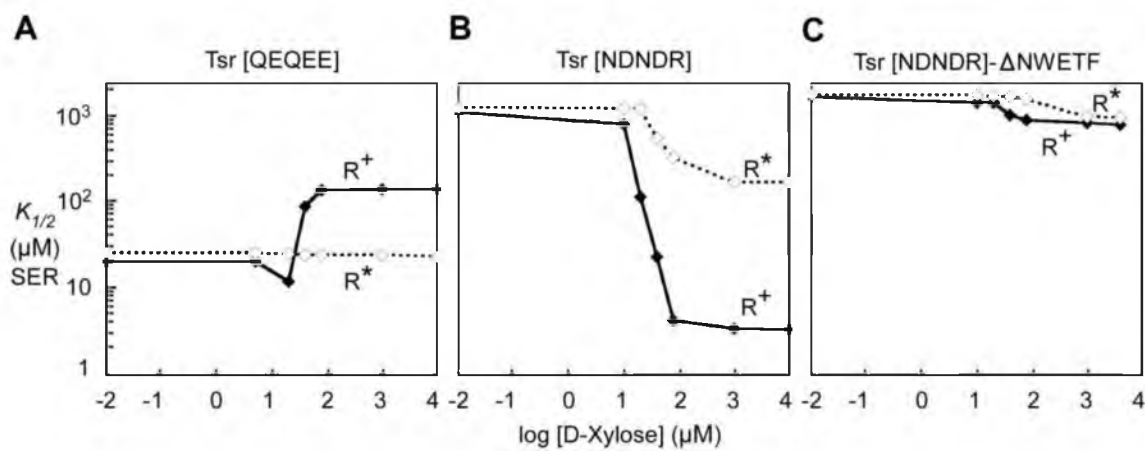 A B C
Tsr [QEQEE] Tsr [NDNDR] Tsr [NDNDR]-ΔNWETF
K1/2
(μM)
SER
10³
10²
10
1
R⁺
R*
R*
R⁺
R*
R⁺
-2 -1 0 1 2 3 4 -2 -1 0 1 2 3 4 -2 -1 0 1 2 3 4
log [D-Xylose] (μM)